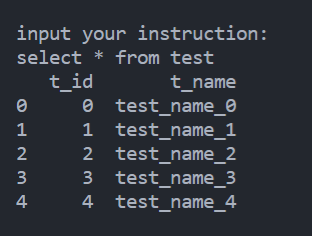 input your instruction:
select * from test
   t_id       t_name
0     0  test_name_0
1     1  test_name_1
2     2  test_name_2
3     3  test_name_3
4     4  test_name_4